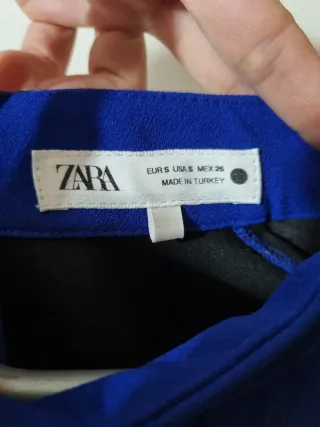 ZARA
EUR S USA S MEX 26
MADE IN TURKEY